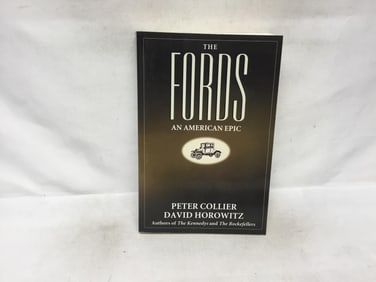 THE
FORDS
AN AMERICAN EPIC
PETER COLLIER
DAVID HOROWITZ
Authors of The Kennedys and The Rockefellers